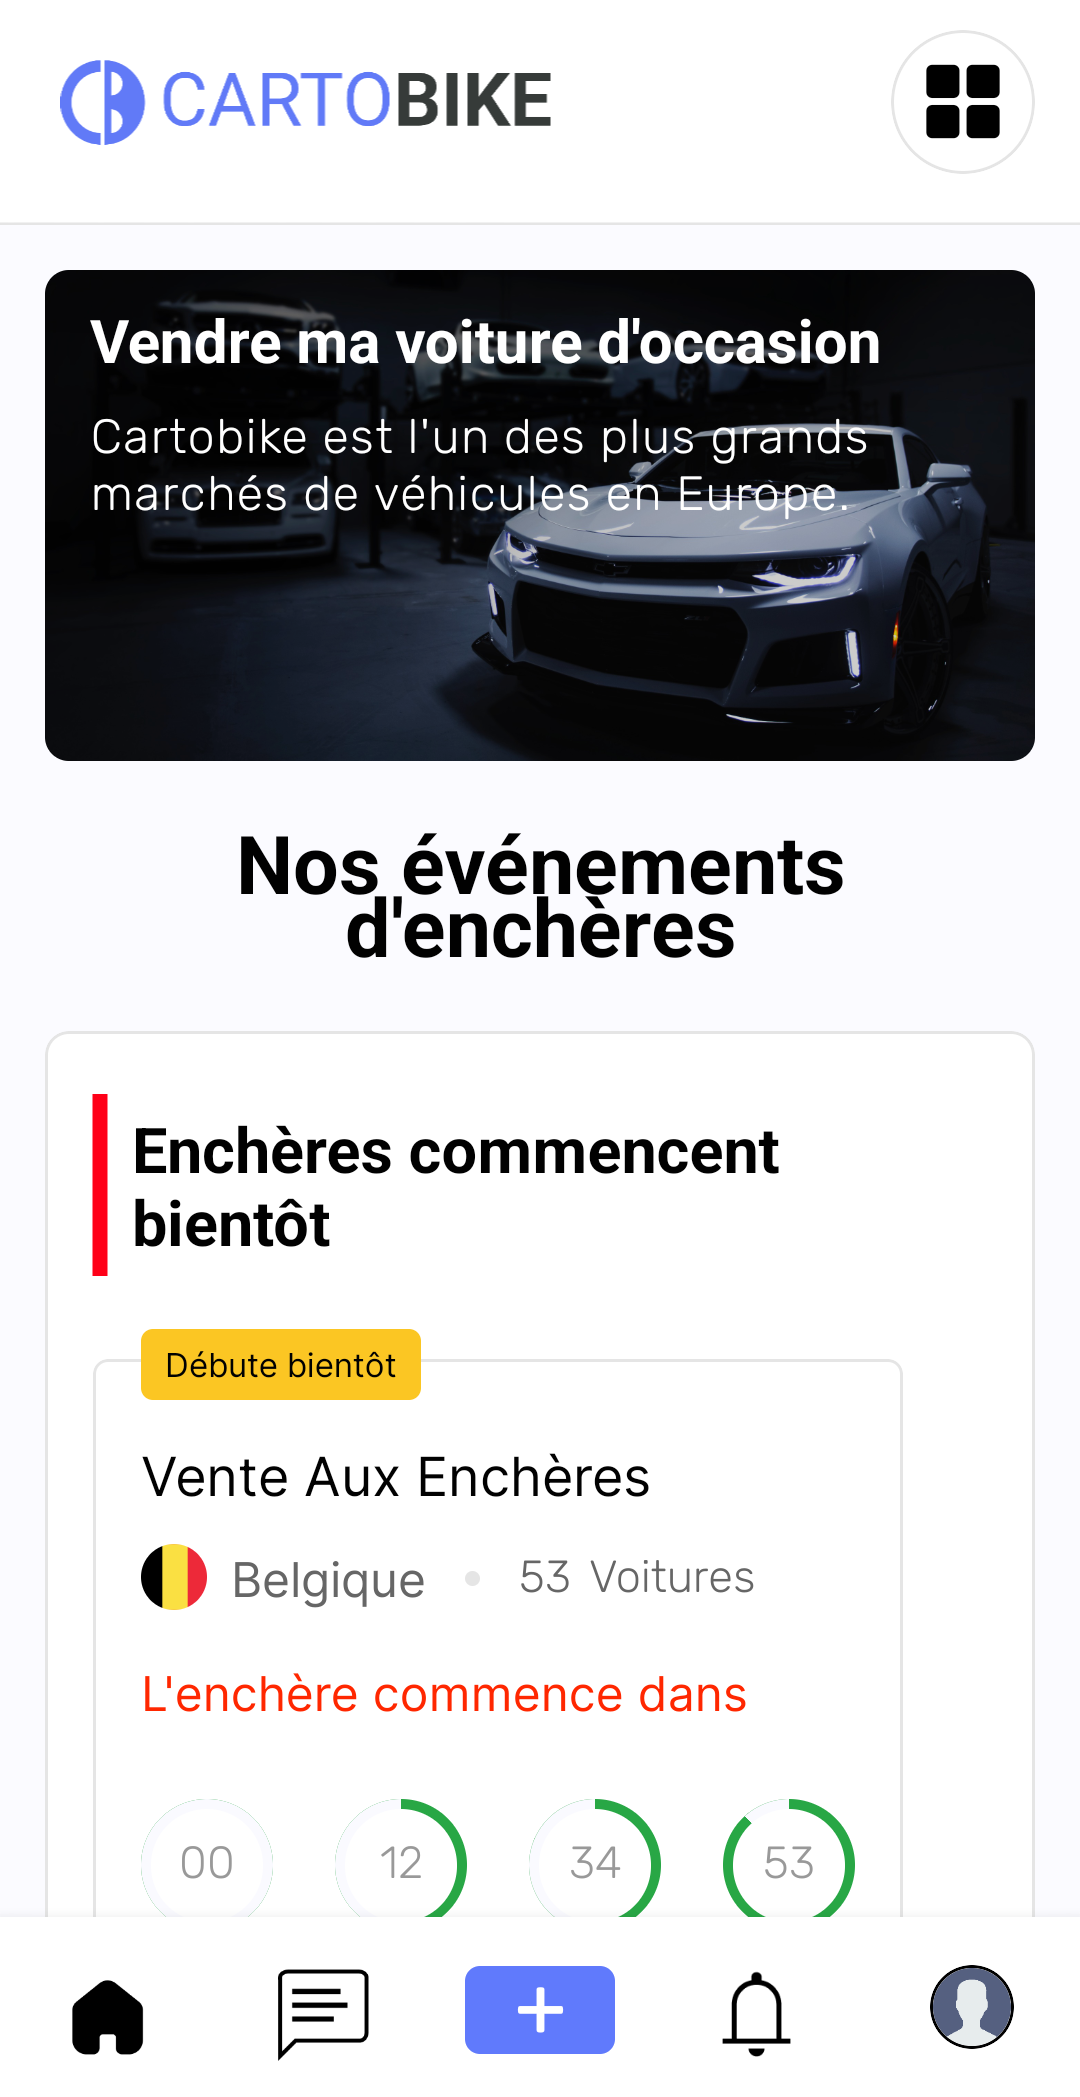 CARTOBIKE
Vendre ma voiture d'occasion
Cartobike est l'un des plus grands
marchés de véhicules en Europe.
Nos événements
d'enchères
Enchères commencent
bientôt
Débute bientôt
Vente Aux Enchères
Belgique 53 Voitures
L'enchère commence dans
00 12 34 53